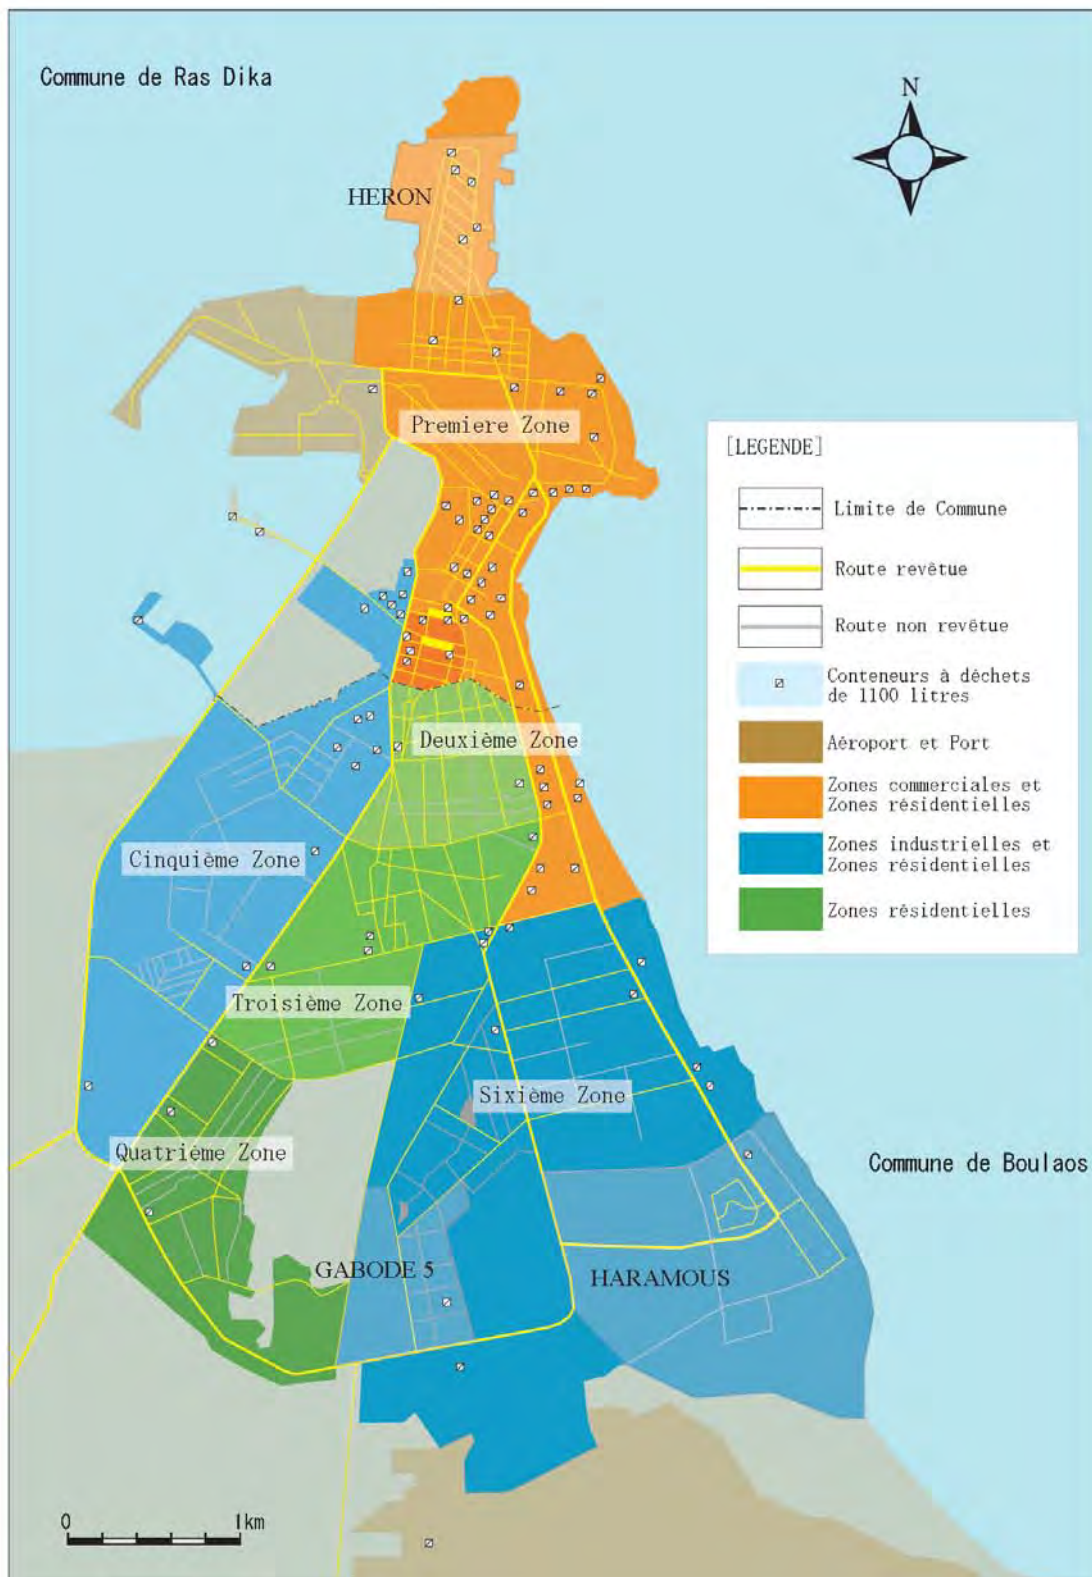 Commune de Ras Dika
N
HERON
Premiere Zone
[LEGENDE]
Limite de Commune
Route revêtue
Route non revêtue
Conteneurs à déchets
de 1100 litres
Aéroport et Port
Zones commerciales et
Zones résidentielles
Zones industrielles et
Zones résidentielles
Zones résidentielles
Deuxième Zone
Cinquième Zone
Troisième Zone
Sixième Zone
Quatrième Zone
Commune de Boulaos
GABODE 5
HARAMOUS
0 1km